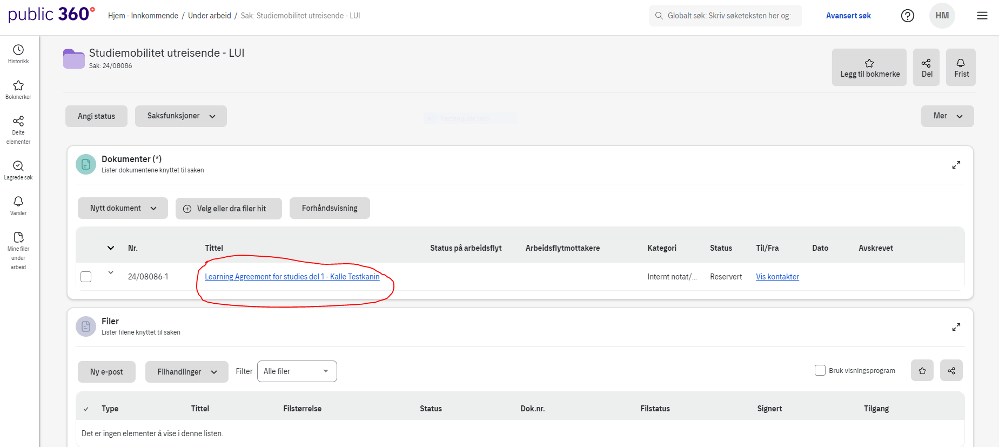 public 360°
Hjem - Innkommende / Under arbeid / Sak: Studiemobilitet utreisende - LUI
Globalt søk: Skriv søketeksten her og
Avansert søk
HM
Historikk
Bokmerker
Delte
elementer
Lagrede søk
Varsler
Mine filer
under
arbeid
Studiemobilitet utreisende - LUI
Sak: 24/08086
Legg til bokmerke
Del
Frist
Angi status
Saksfunksjoner
Rectangular Snip
Mer
Dokumenter (*)
Lister dokumentene knyttet til saken
Nytt dokument
Velg eller dra filer hit
Forhåndsvisning
Nr. Tittel Status på arbeidsflyt Arbeidsflytmottakere Kategori Status Til/Fra Dato Avskrevet
24/08086-1 Learning Agreement for studies del 1 - Kalle Testkanin Internt notat/... Reservert Vis kontakter
Filer
Lister filene knyttet til saken
Ny e-post
Filhandlinger
Filter
Alle filer
Bruk visningsprogram
Type Tittel Filstørrelse Status Dok.nr. Filstatus Signert Tilgang
Det er ingen elementer å vise i denne listen.